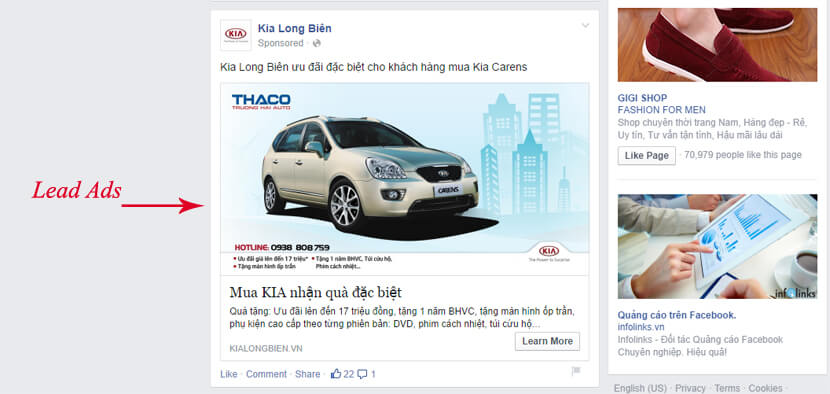 Lead Ads
KIA
Kia Long Biên
Sponsored ·
Kia Long Biên ưu đãi đặc biệt cho khách hàng mua Kia Carens
THACO
TRUONG HAI AUTO
KIA
CARENS
HOTLINE: 0938 808 759
• Ưu đãi giá lên đến 17 triệu* • Tặng 1 năm BHVC, Túi cứu hộ,
• Tặng màn hình ốp trần Phim cách nhiệt...
KIA
The Power to Surprise
Mua KIA nhận quà đặc biệt
Quà tặng: Ưu đãi lên đến 17 triệu đồng, tặng 1 năm BHVC, tặng màn hình ốp trần,
phụ kiện cao cấp theo từng phiên bản: DVD, phim cách nhiệt, túi cứu hộ...
KIALONGBIEN.VN
Learn More
Like · Comment · Share · 22 1
GIGI SHOP
FASHION FOR MEN
Shop chuyên thời trang Nam, Hàng đẹp - Rẻ,
Uy tín, Tư vấn tận tình, Hậu mãi lâu dài
Like Page · 70,979 people like this page
infolinks
Quảng cáo trên Facebook.
infolinks.vn
Infolinks - Đối tác Quảng cáo Facebook
Chuyên nghiệp. Hiệu quả!
English (US) · Privacy · Terms · Cookies ·